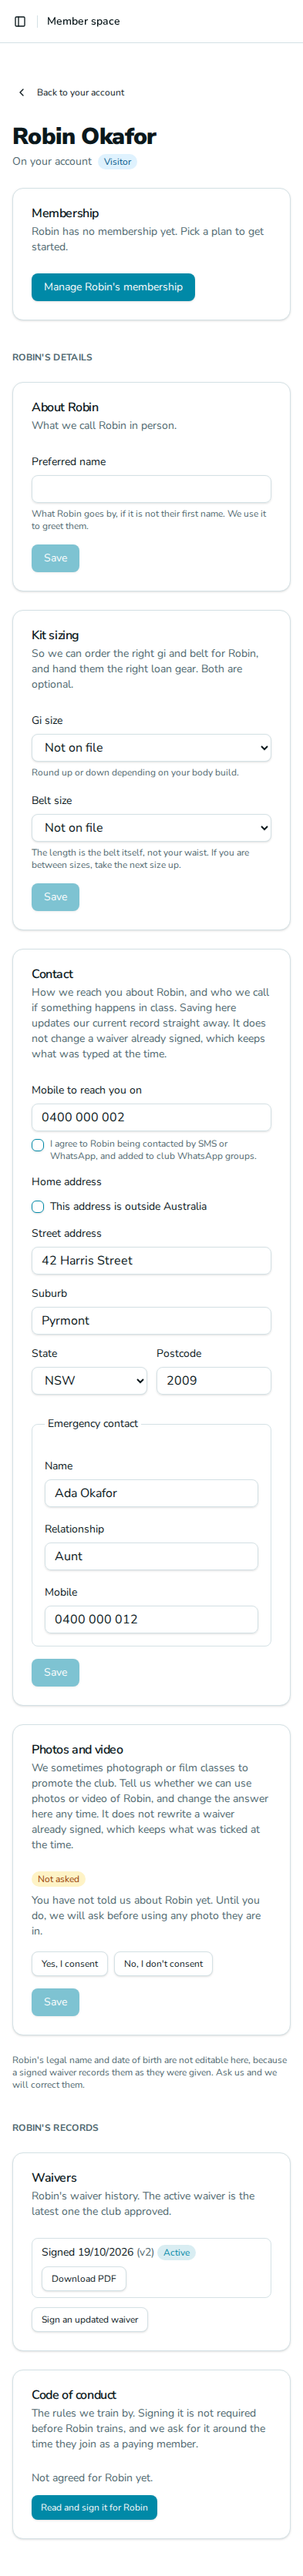 Member space
Back to your account
Robin Okafor
On your account Visitor
Membership
Robin has no membership yet. Pick a plan to get
started.
Manage Robin's membership
ROBIN'S DETAILS
About Robin
What we call Robin in person.
Preferred name
What Robin goes by, if it is not their first name. We use it
to greet them.
Save
Kit sizing
So we can order the right gi and belt for Robin,
and hand them the right loan gear. Both are
optional.
Gi size
Not on file
Round up or down depending on your body build.
Belt size
Not on file
The length is the belt itself, not your waist. If you are
between sizes, take the next size up.
Save
Contact
How we reach you about Robin, and who we call
if something happens in class. Saving here
updates our current record straight away. It does
not change a waiver already signed, which keeps
what was typed at the time.
Mobile to reach you on
0400 000 002
I agree to Robin being contacted by SMS or
WhatsApp, and added to club WhatsApp groups.
Home address
This address is outside Australia
Street address
42 Harris Street
Suburb
Pyrmont
State Postcode
NSW 2009
Emergency contact
Name
Ada Okafor
Relationship
Aunt
Mobile
0400 000 012
Save
Photos and video
We sometimes photograph or film classes to
promote the club. Tell us whether we can use
photos or video of Robin, and change the answer
here any time. It does not rewrite a waiver
already signed, which keeps what was ticked at
the time.
Not asked
You have not told us about Robin yet. Until you
do, we will ask before using any photo they are
in.
Yes, I consent No, I don't consent
Save
Robin's legal name and date of birth are not editable here, because
a signed waiver records them as they were given. Ask us and we
will correct them.
ROBIN'S RECORDS
Waivers
Robin's waiver history. The active waiver is the
latest one the club approved.
Signed 19/10/2026 (v2) Active
Download PDF
Sign an updated waiver
Code of conduct
The rules we train by. Signing it is not required
before Robin trains, and we ask for it around the
time they join as a paying member.
Not agreed for Robin yet.
Read and sign it for Robin